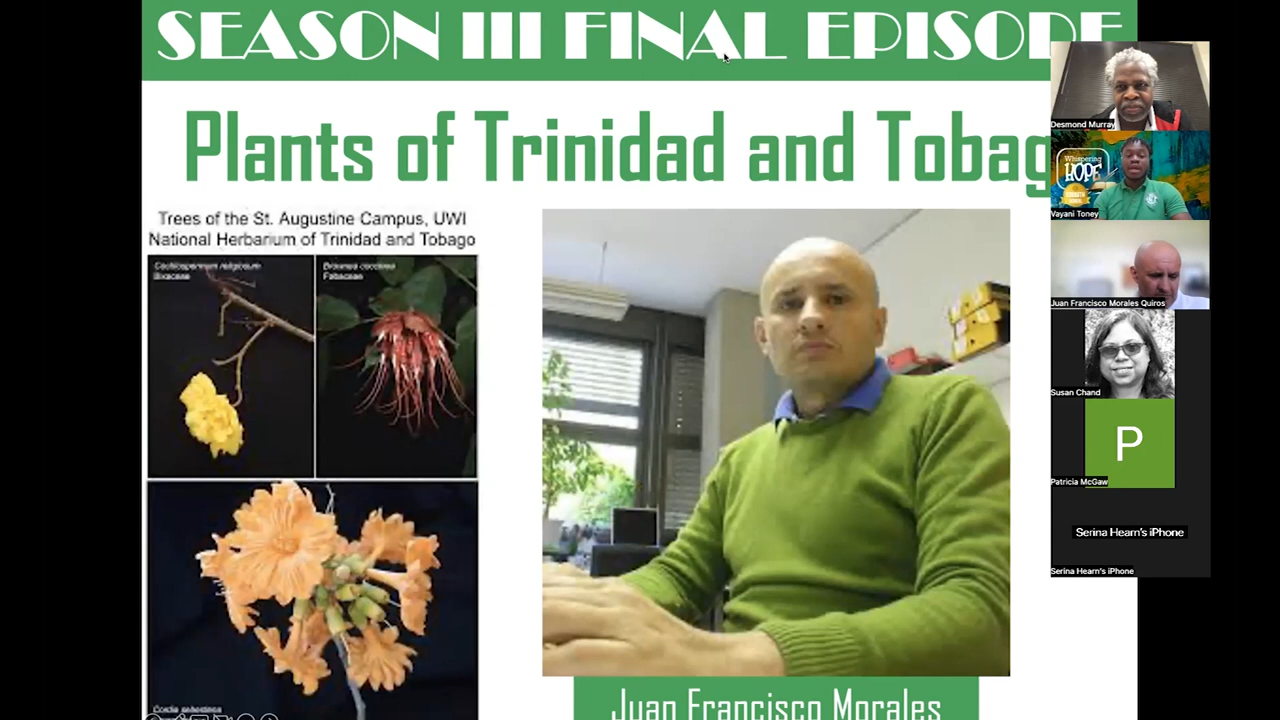 SEASON III FINAL EPISODE
Plants of Trinidad and Tobag
Trees of the St. Augustine Campus, UWI
National Herbarium of Trinidad and Tobago
Cochlospermum religiosum
Bixaceae
Brownea coccinea
Fabaceae
Cordia sebestena
Juan Francisco Morales
Desmond Murray
Whispering
HOPE
Vayani Toney
Juan Francisco Morales Quiros
Susan Chand
P
Patricia McGaw
Serina Hearn's iPhone
Serina Hearn's iPhone